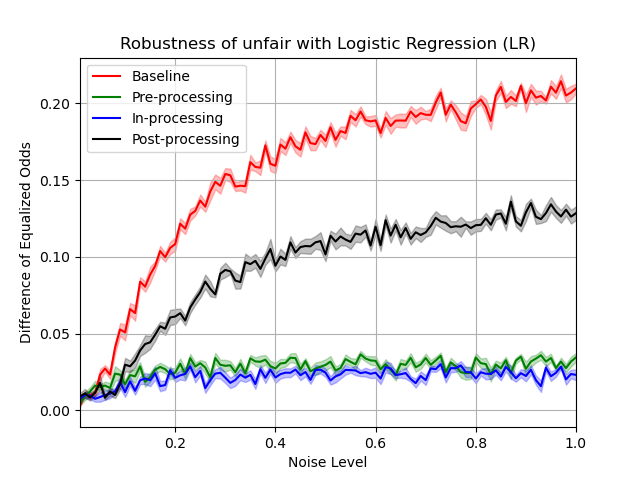 Robustness of unfair with Logistic Regression (LR)
Baseline
Pre-processing
In-processing
Post-processing
Difference of Equalized Odds
0.20
0.15
0.10
0.05
0.00
0.2
0.4
0.6
0.8
1.0
Noise Level